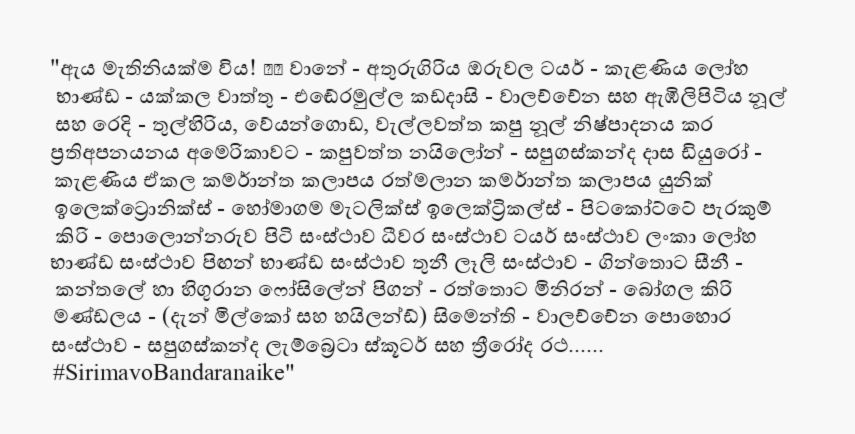 "ඇය මැතිනියක්ම විය! වානේ - අතුරුගිරිය ඔරුවල ටයර් - කැළණිය ලෝහ
භාණ්ඩ - යක්කල වාත්තු - එඬේරමුල්ල කඩදාසි - වාලච්චේන සහ ඇඹිලිපිටිය නූල්
සහ රෙදි - තුල්හිරිය, වේයන්ගොඩ, වැල්ලවත්ත කපු නූල් නිෂ්පාදනය කර
ප්‍රතිඅපනයනය අමෙරිකාවට - කපුවත්ත නයිලෝන් - සපුගස්කන්ද දාස ඩියුරෝ -
කැළණිය ඒකල කර්මාන්ත කලාපය රත්මලාන කර්මාන්ත කලාපය යුනික්
ඉලෙක්ට්‍රොනික්ස් - හෝමාගම මැටලික්ස් ඉලෙක්ට්‍රිකල්ස් - පිටකෝට්ටේ පැරකුම්
කිරි - පොලොන්නරුව පිටි සංස්ථාව ධීවර සංස්ථාව ටයර් සංස්ථාව ලංකා ලෝහ
භාණ්ඩ සංස්ථාව පිඟන් භාණ්ඩ සංස්ථාව තුනී ලෑලි සංස්ථාව - ගින්තොට සීනී -
කන්තලේ හා හිගුරාන ෆෝසිලේන් පිගන් - රත්තොට මිනිරන් - බෝගල කිරි
මණ්ඩලය - (දැන් මිල්කෝ සහ හයිලන්ඩ්) සිමෙන්ති - වාලච්චේන පොහොර
සංස්ථාව - සපුගස්කන්ද ලැම්බ්‍රෙටා ස්කූටර් සහ ත්‍රීරෝද රථ......
#SirimavoBandaranaike"